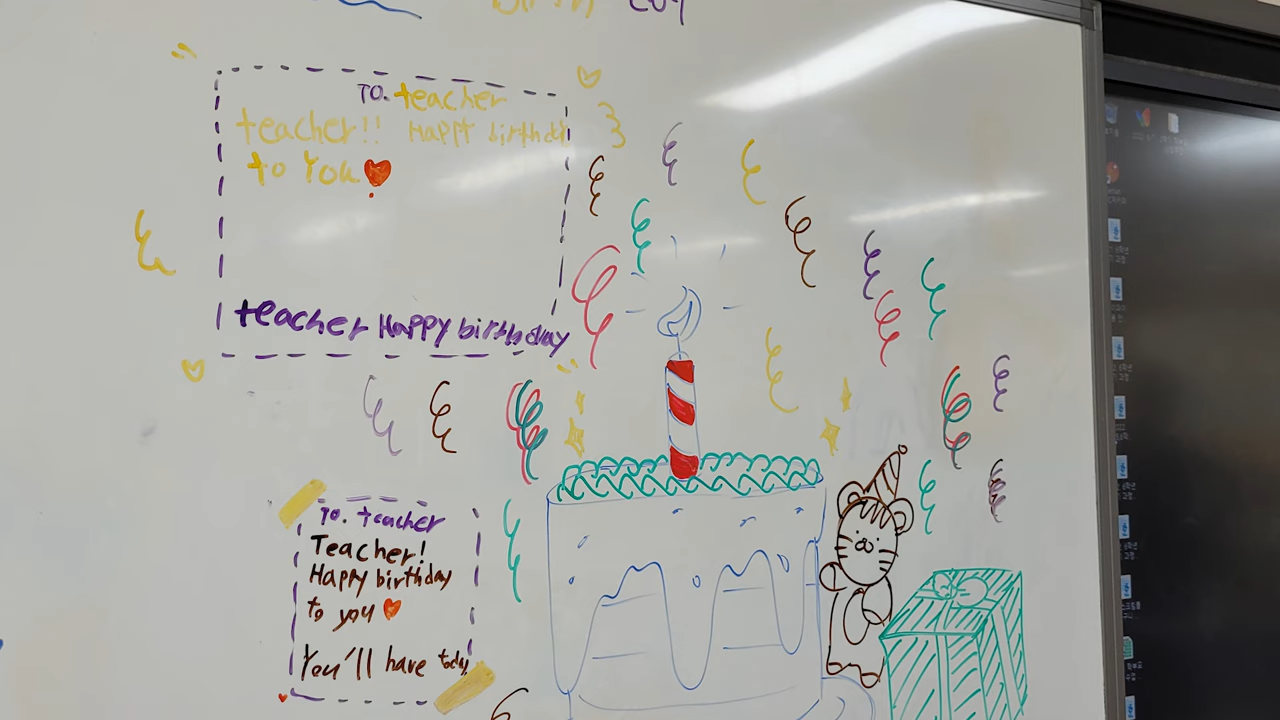 TO. teacher
teacher!! Happy birthday
to You.
teacher Happy birthday
To. teacher
Teacher!
Happy birthday
to you
You'll have today